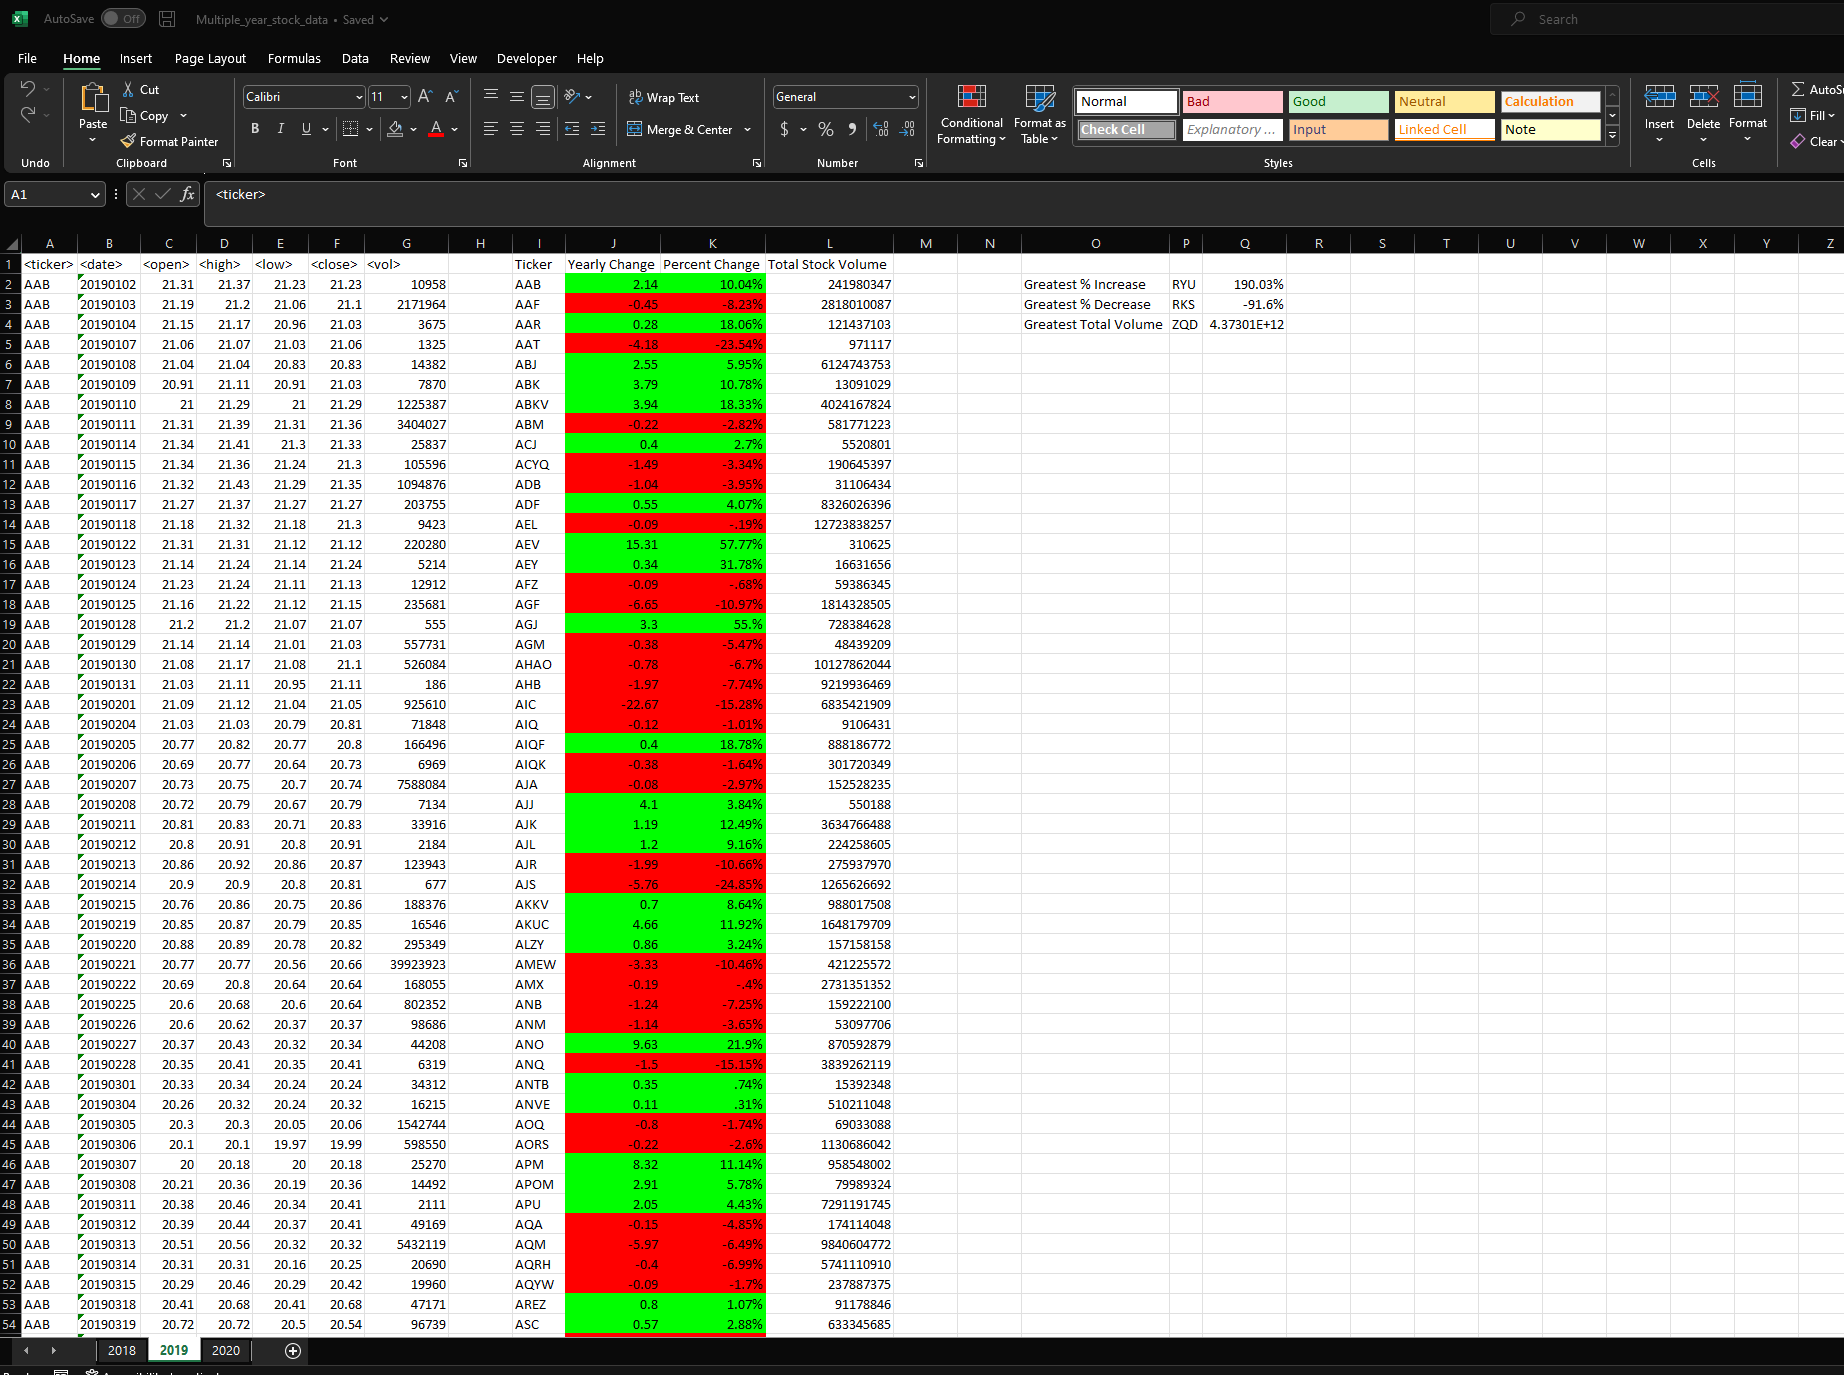 AutoSave Off Multiple_year_stock_data • Saved Search
File Home Insert Page Layout Formulas Data Review View Developer Help
Paste Cut Copy Format Painter Calibri 11 B I U Wrap Text Merge & Center General $ % Conditional Formatting Format as Table Normal Bad Good Neutral Calculation Check Cell Explanatory ... Input Linked Cell Note Insert Delete Format AutoS Fill Clear
Undo Clipboard Font Alignment Number Styles Cells
A1 fx <ticker>
A B C D E F G H I J K L M N O P Q R S T U V W X Y Z
1 <ticker> <date> <open> <high> <low> <close> <vol> Ticker Yearly Change Percent Change Total Stock Volume
2 AAB 20190102 21.31 21.37 21.23 21.23 10958 AAB 2.14 10.04% 241980347 Greatest % Increase RYU 190.03%
3 AAB 20190103 21.19 21.2 21.06 21.1 2171964 AAF -0.45 -8.23% 2818010087 Greatest % Decrease RKS -91.6%
4 AAB 20190104 21.15 21.17 20.96 21.03 3675 AAR 0.28 18.06% 121437103 Greatest Total Volume ZQD 4.37301E+12
5 AAB 20190107 21.06 21.07 21.03 21.06 1325 AAT -4.18 -23.54% 971117
6 AAB 20190108 21.04 21.04 20.83 20.83 14382 ABJ 2.55 5.95% 6124743753
7 AAB 20190109 20.91 21.11 20.91 21.03 7870 ABK 3.79 10.78% 13091029
8 AAB 20190110 21 21.29 21 21.29 1225387 ABKV 3.94 18.33% 4024167824
9 AAB 20190111 21.31 21.39 21.31 21.36 3404027 ABM -0.22 -2.82% 581771223
10 AAB 20190114 21.34 21.41 21.3 21.33 25837 ACJ 0.4 2.7% 5520801
11 AAB 20190115 21.34 21.36 21.24 21.3 105596 ACYQ -1.49 -3.34% 190645397
12 AAB 20190116 21.32 21.43 21.29 21.35 1094876 ADB -1.04 -3.95% 31106434
13 AAB 20190117 21.27 21.37 21.27 21.27 203755 ADF 0.55 4.07% 8326026396
14 AAB 20190118 21.18 21.32 21.18 21.3 9423 AEL -0.09 -.19% 12723838257
15 AAB 20190122 21.31 21.31 21.12 21.12 220280 AEV 15.31 57.77% 310625
16 AAB 20190123 21.14 21.24 21.14 21.24 5214 AEY 0.34 31.78% 16631656
17 AAB 20190124 21.23 21.24 21.11 21.13 12912 AFZ -0.09 -.68% 59386345
18 AAB 20190125 21.16 21.22 21.12 21.15 235681 AGF -6.65 -10.97% 1814328505
19 AAB 20190128 21.2 21.2 21.07 21.07 555 AGJ 3.3 55.% 728384628
20 AAB 20190129 21.14 21.14 21.01 21.03 557731 AGM -0.38 -5.47% 48439209
21 AAB 20190130 21.08 21.17 21.08 21.1 526084 AHAO -0.78 -6.7% 10127862044
22 AAB 20190131 21.03 21.11 20.95 21.11 186 AHB -1.97 -7.74% 9219936469
23 AAB 20190201 21.09 21.12 21.04 21.05 925610 AIC -22.67 -15.28% 6835421909
24 AAB 20190204 21.03 21.03 20.79 20.81 71848 AIQ -0.12 -1.01% 9106431
25 AAB 20190205 20.77 20.82 20.77 20.8 166496 AIQF 0.4 18.78% 888186772
26 AAB 20190206 20.69 20.77 20.64 20.73 6969 AIQK -0.38 -1.64% 301720349
27 AAB 20190207 20.73 20.75 20.7 20.74 7588084 AJA -0.08 -2.97% 152528235
28 AAB 20190208 20.72 20.79 20.67 20.79 7134 AJJ 4.1 3.84% 550188
29 AAB 20190211 20.81 20.83 20.71 20.83 33916 AJK 1.19 12.49% 3634766488
30 AAB 20190212 20.8 20.91 20.8 20.91 2184 AJL 1.2 9.16% 224258605
31 AAB 20190213 20.86 20.92 20.86 20.87 123943 AJR -1.99 -10.66% 275937970
32 AAB 20190214 20.9 20.9 20.8 20.81 677 AJS -5.76 -24.85% 1265626692
33 AAB 20190215 20.76 20.86 20.75 20.86 188376 AKKV 0.7 8.64% 988017508
34 AAB 20190219 20.85 20.87 20.79 20.85 16546 AKUC 4.66 11.92% 1648179709
35 AAB 20190220 20.88 20.89 20.78 20.82 295349 ALZY 0.86 3.24% 157158158
36 AAB 20190221 20.77 20.77 20.56 20.66 39923923 AMEW -3.33 -10.46% 421225572
37 AAB 20190222 20.69 20.8 20.64 20.64 168055 AMX -0.19 -.4% 2731351352
38 AAB 20190225 20.6 20.68 20.6 20.64 802352 ANB -1.24 -7.25% 159222100
39 AAB 20190226 20.6 20.62 20.37 20.37 98686 ANM -1.14 -3.65% 53097706
40 AAB 20190227 20.37 20.43 20.32 20.34 44208 ANO 9.63 21.9% 870592879
41 AAB 20190228 20.35 20.41 20.35 20.41 6319 ANQ -1.5 -15.15% 3839262119
42 AAB 20190301 20.33 20.34 20.24 20.24 34312 ANTB 0.35 .74% 15392348
43 AAB 20190304 20.26 20.32 20.24 20.32 16215 ANVE 0.11 .31% 510211048
44 AAB 20190305 20.3 20.3 20.05 20.06 1542744 AOQ -0.8 -1.74% 69033088
45 AAB 20190306 20.1 20.1 19.97 19.99 598550 AORS -0.22 -2.6% 1130686042
46 AAB 20190307 20 20.18 20 20.18 25270 APM 8.32 11.14% 958548002
47 AAB 20190308 20.21 20.36 20.19 20.36 14492 APOM 2.91 5.78% 79989324
48 AAB 20190311 20.38 20.46 20.34 20.41 2111 APU 2.05 4.43% 7291191745
49 AAB 20190312 20.39 20.44 20.37 20.41 49169 AQA -0.15 -4.85% 174114048
50 AAB 20190313 20.51 20.56 20.32 20.32 5432119 AQM -5.97 -6.49% 9840604772
51 AAB 20190314 20.31 20.31 20.16 20.25 20690 AQRH -0.4 -6.99% 5741110910
52 AAB 20190315 20.29 20.46 20.29 20.42 19960 AQYW -0.09 -1.7% 237887375
53 AAB 20190318 20.41 20.68 20.41 20.68 47171 AREZ 0.8 1.07% 91178846
54 AAB 20190319 20.72 20.72 20.5 20.54 96739 ASC 0.57 2.88% 633345685
2018 2019 2020